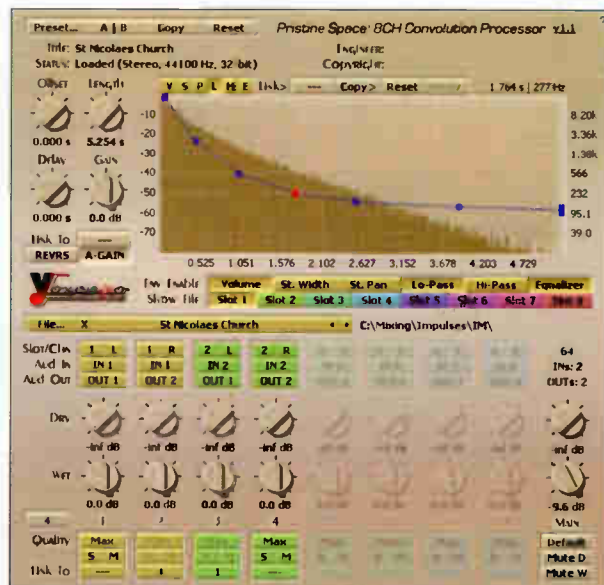 Preset... A | B Copy Reset Pristine Space 8CH Convolution Processor v1.1
Title: St Nicolaes Church Engineer:
Status: Loaded (Stereo, 44100 Hz, 32-bit) Copyright:
Offset Length V S P L H E Link> --- Copy> Reset 1.764 s | 277Hz
0.000 s 5.254 s
Delay Gain
0.000 s 0.0 dB
Link To ---
REVRS A-GAIN
-10
-20
-30
-40
-50
-60
-70
8.20k
3.36k
1.38k
566
232
95.1
39.0
0.525 1.051 1.576 2.102 2.627 3.152 3.678 4.203 4.729
Env Enable Volume St. Width St. Pan Lo-Pass Hi-Pass Equalizer
Show File Slot 1 Slot 2 Slot 3 Slot 4 Slot 5 Slot 6 Slot 7
File... X St Nicolaes Church C:\Mixing\Impulses\IM\
Slot/Chn 1 L 1 R 2 L 2 R 64
Aud In IN 1 IN 1 IN 2 IN 2 INs: 2
Aud Out OUT 1 OUT 2 OUT 1 OUT 2 OUTs: 2
Dry
-inf dB -inf dB -inf dB -inf dB -inf dB
Wet
0.0 dB 0.0 dB 0.0 dB 0.0 dB -9.6 dB
4 1 2 3 4 Main
Quality Max Max Default
S M S M Mute D
Link To --- 1 1 --- Mute W